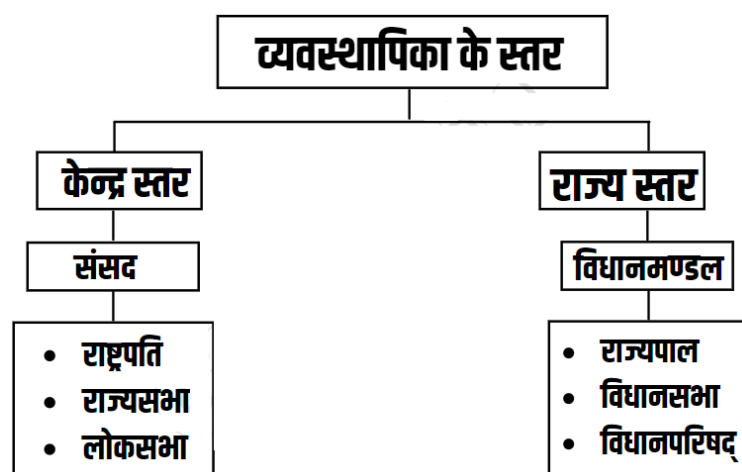 व्यवस्थापिका के स्तर
केन्द्र स्तर
राज्य स्तर
संसद
विधानमण्डल
• राष्ट्रपति
• राज्यसभा
• लोकसभा
• राज्यपाल
• विधानसभा
• विधानपरिषद्